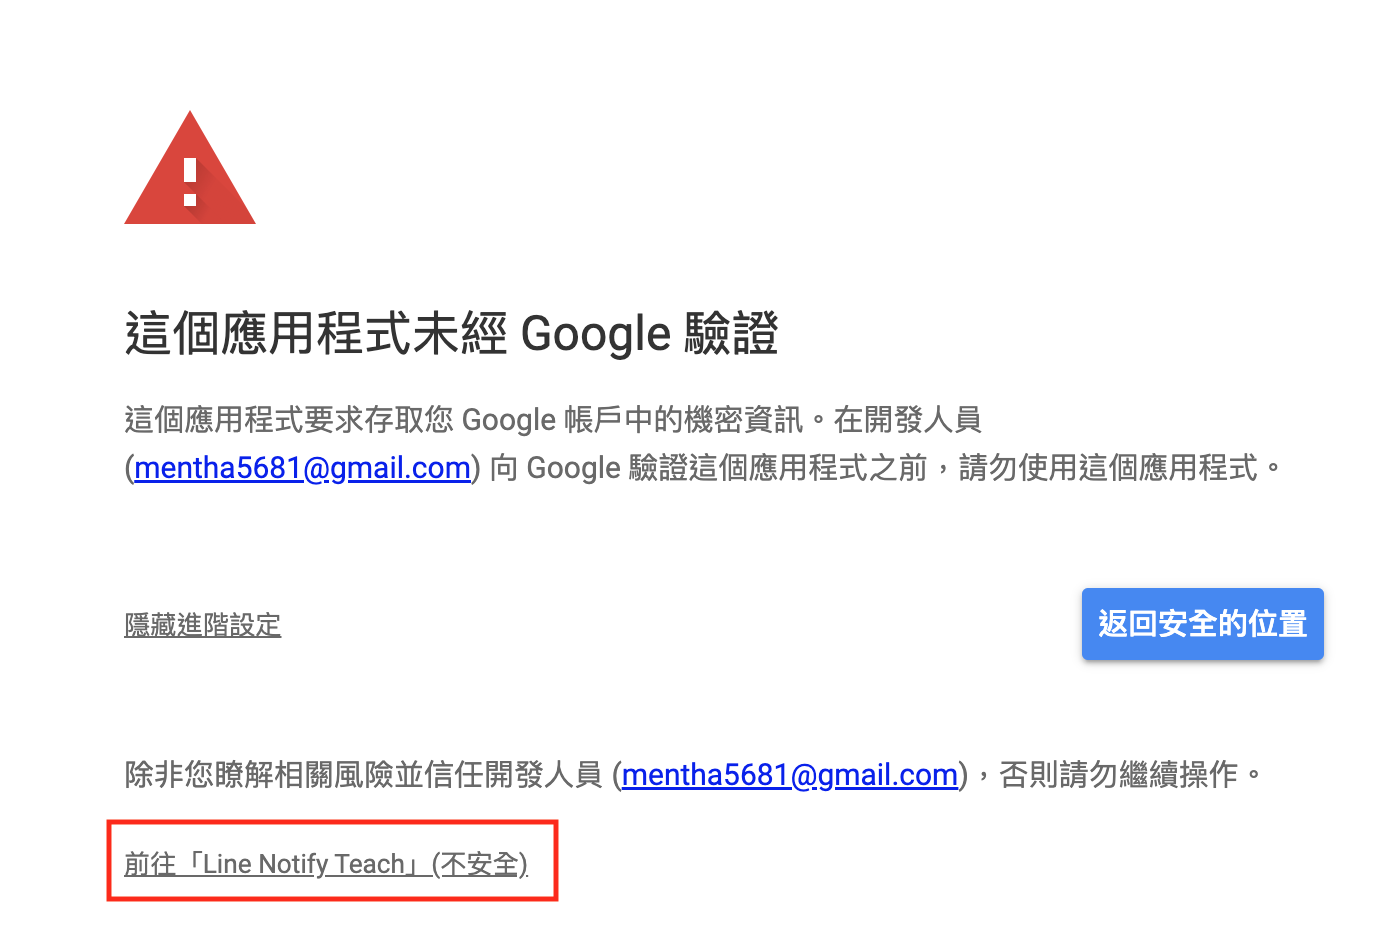 這個應用程式未經 Google 驗證
這個應用程式要求存取您 Google 帳戶中的機密資訊。在開發人員
(mentha5681@gmail.com) 向 Google 驗證這個應用程式之前，請勿使用這個應用程式。
隱藏進階設定
返回安全的位置
除非您瞭解相關風險並信任開發人員 (mentha5681@gmail.com)，否則請勿繼續操作。
前往「Line Notify Teach」(不安全)